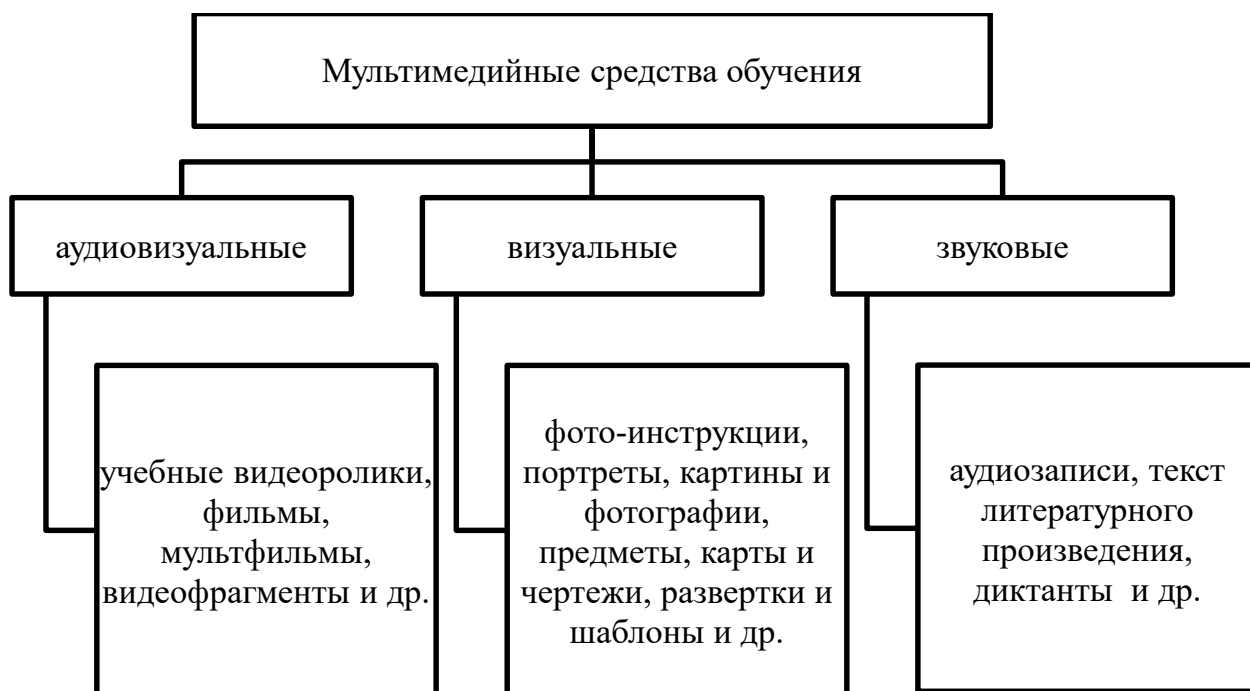 Мультимедийные средства обучения
аудиовизуальные
визуальные
звуковые
учебные видеоролики,
фильмы,
мультфильмы,
видеофрагменты и др.
фото-инструкции,
портреты, картины и
фотографии,
предметы, карты и
чертежи, развертки и
шаблоны и др.
аудиозаписи, текст
литературного
произведения,
диктанты и др.